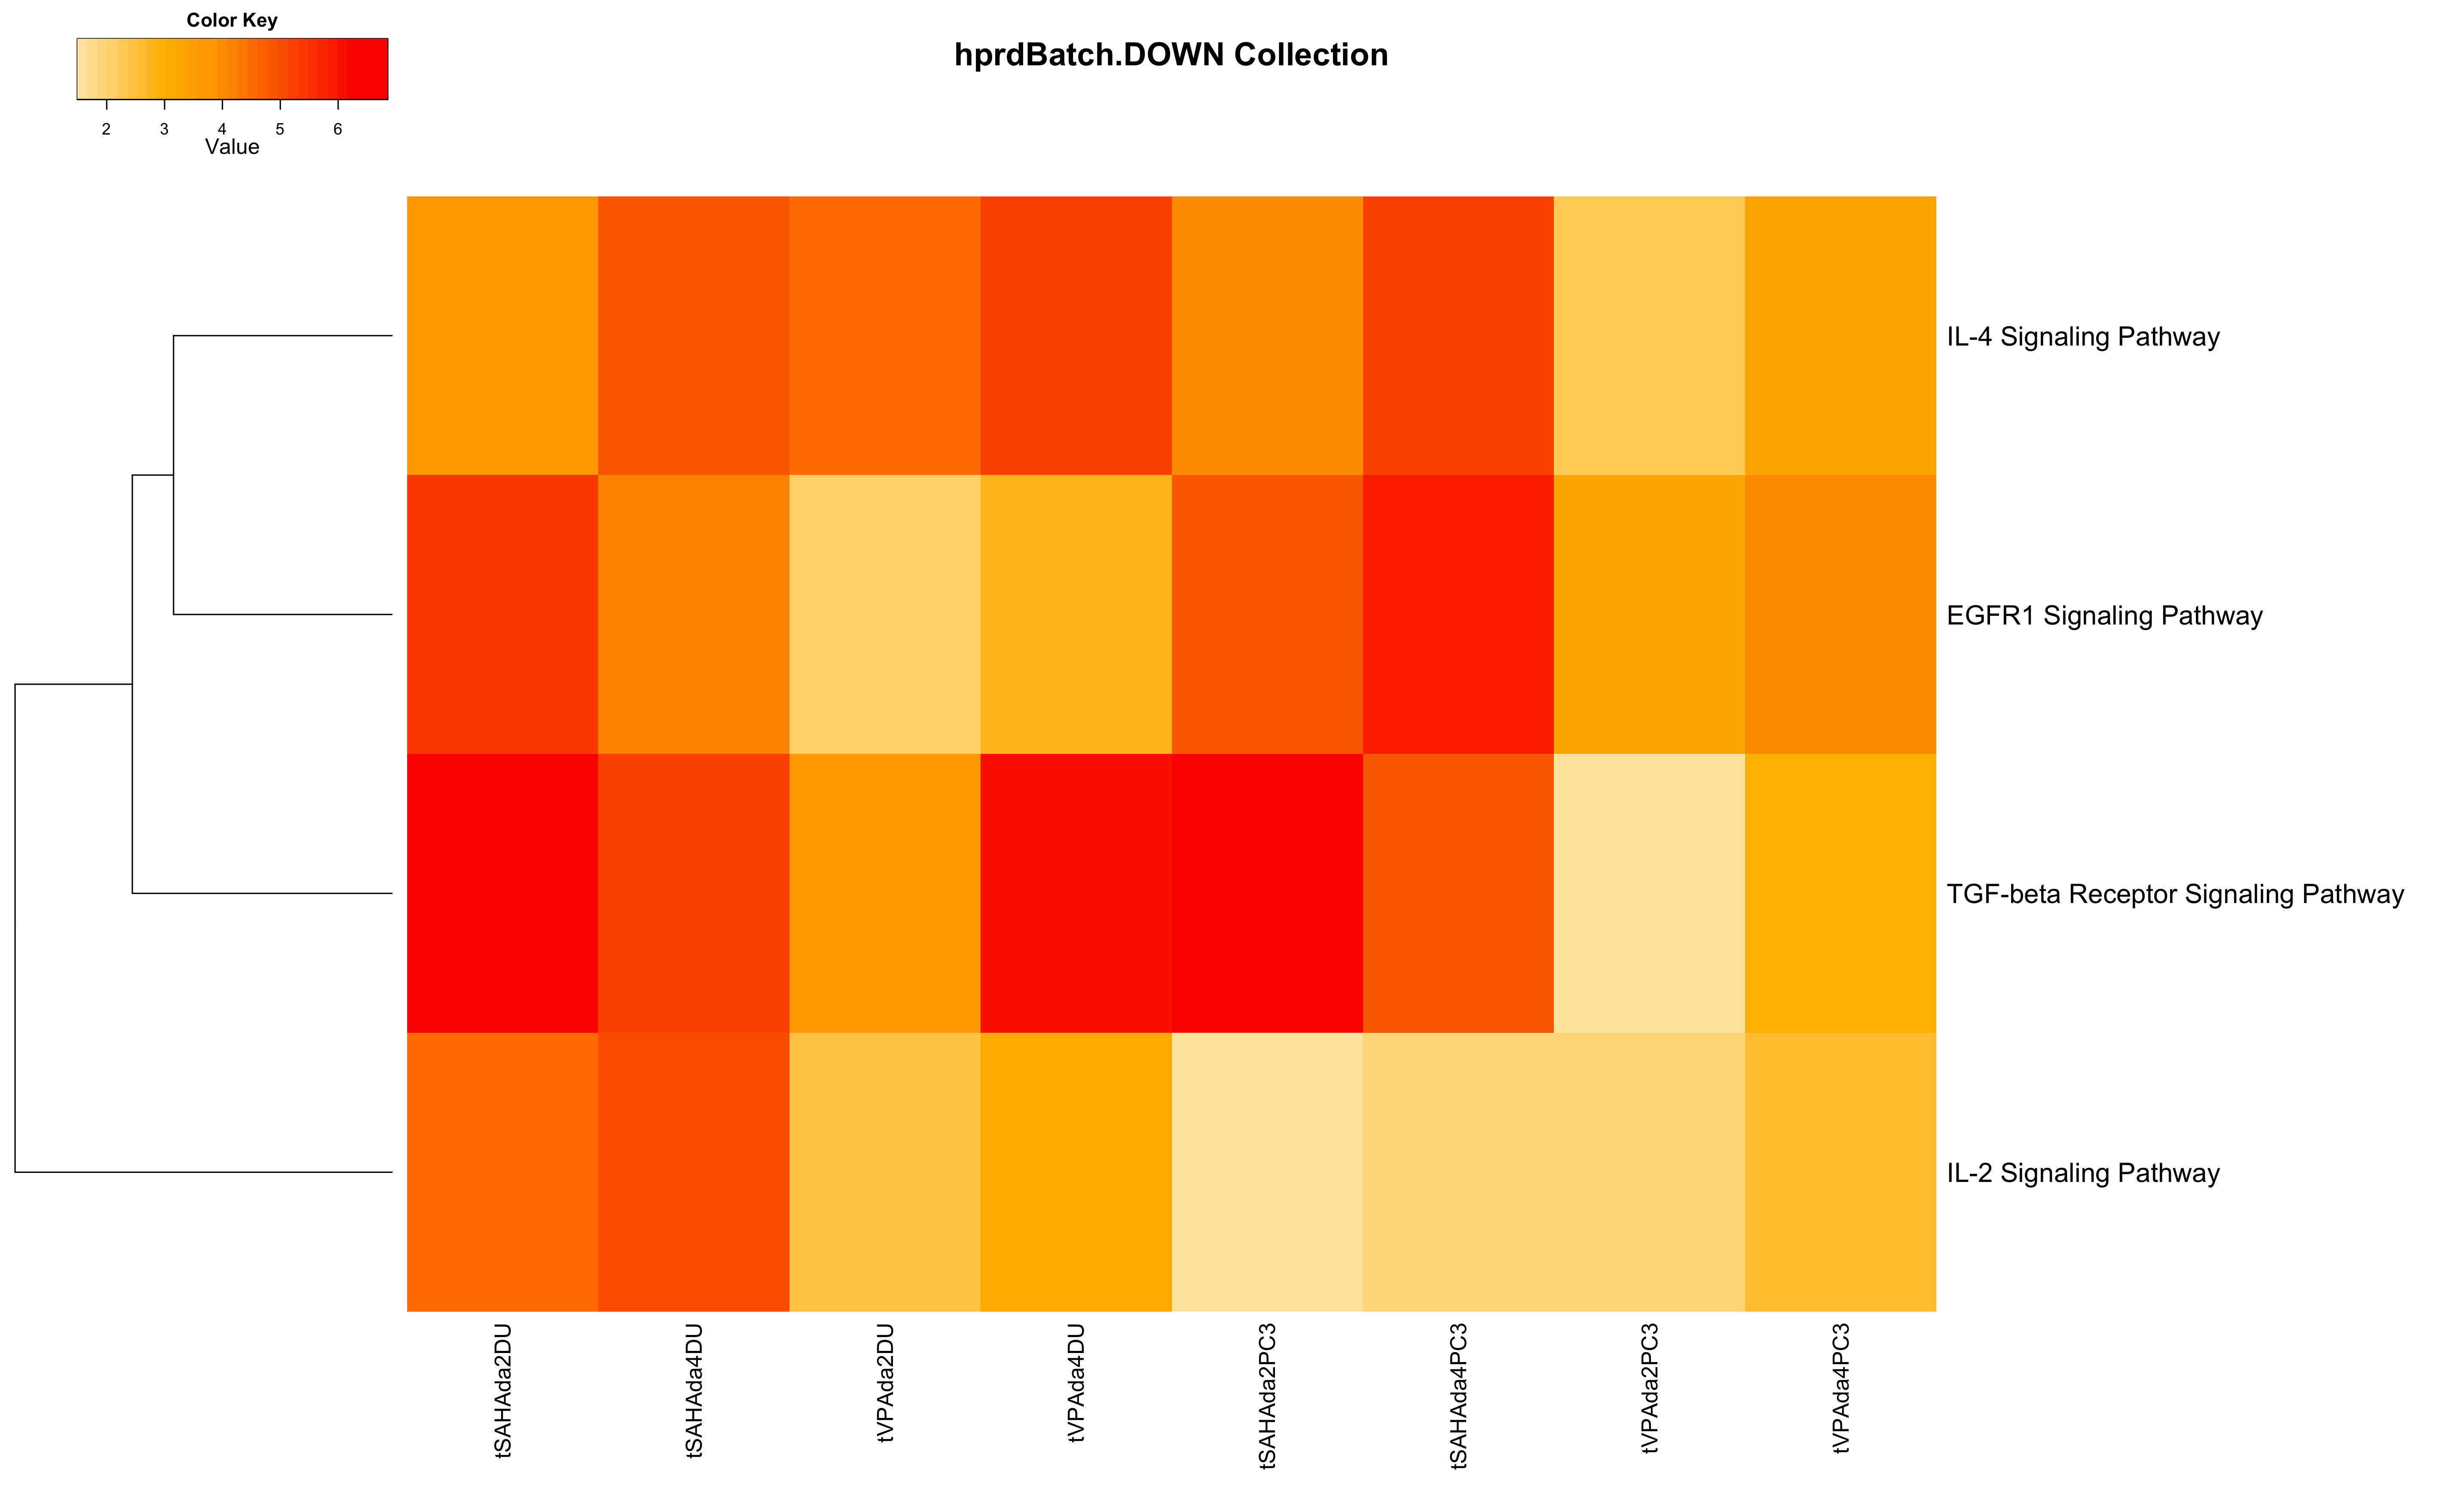 Color Key
2 3 4 5 6
Value
hprdBatch.DOWN Collection
IL-4 Signaling Pathway
EGFR1 Signaling Pathway
TGF-beta Receptor Signaling Pathway
IL-2 Signaling Pathway
tSAHAda2DU
tSAHAda4DU
tVPAda2DU
tVPAda4DU
tSAHAda2PC3
tSAHAda4PC3
tVPAda2PC3
tVPAda4PC3